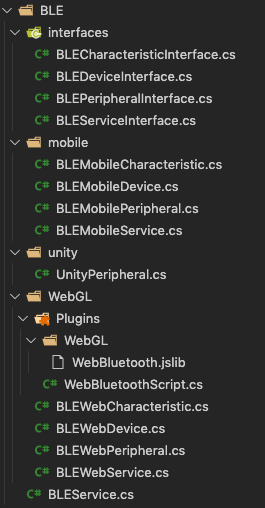 BLE
interfaces
C# BLECharacteristicInterface.cs
C# BLEDeviceInterface.cs
C# BLEPeripheralInterface.cs
C# BLEServiceInterface.cs
mobile
C# BLEMobileCharacteristic.cs
C# BLEMobileDevice.cs
C# BLEMobilePeripheral.cs
C# BLEMobileService.cs
unity
C# UnityPeripheral.cs
WebGL
Plugins
WebGL
WebBluetooth.jslib
C# WebBluetoothScript.cs
C# BLEWebCharacteristic.cs
C# BLEWebDevice.cs
C# BLEWebPeripheral.cs
C# BLEWebService.cs
C# BLEService.cs